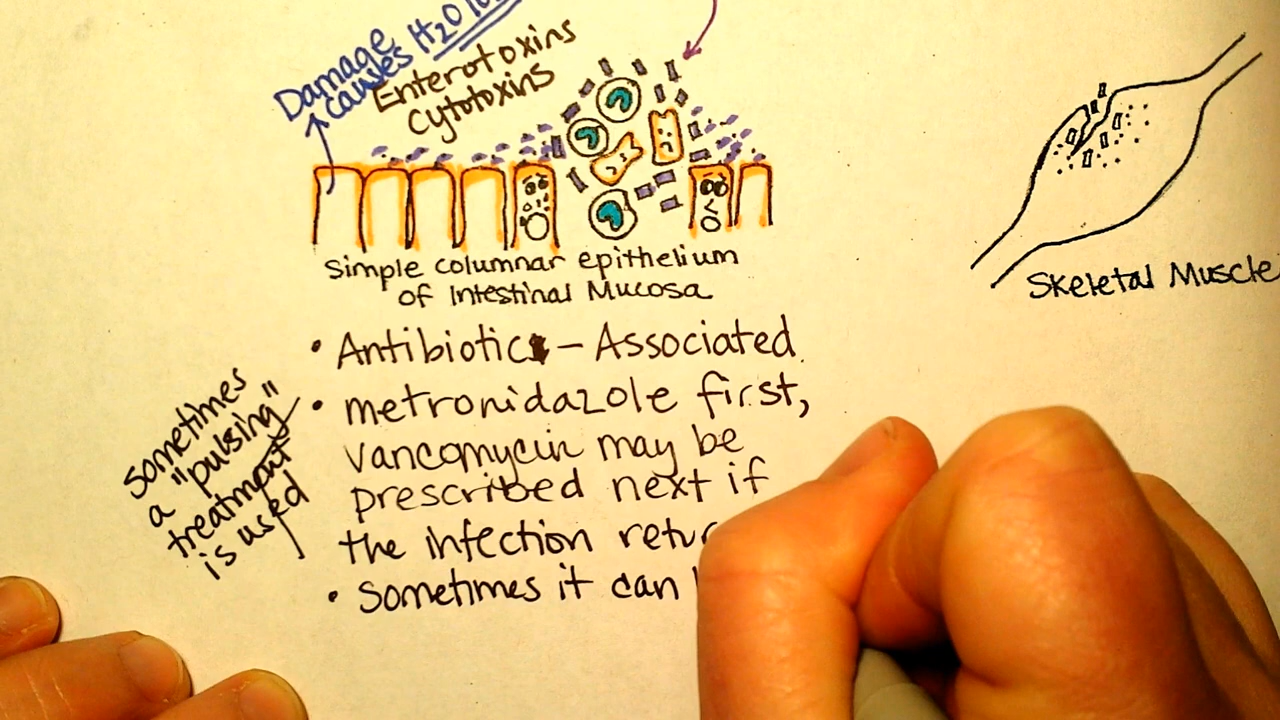 Damage
causes H₂O
Enterotoxins
Cytotoxins
Simple columnar epithelium
of Intestinal Mucosa
Skeletal Muscle
• Antibiotic – Associated
• metronidazole first,
vancomycin may be
prescribed next if
the infection
• Sometimes it can
sometimes
a "pulsing"
treatment
is used